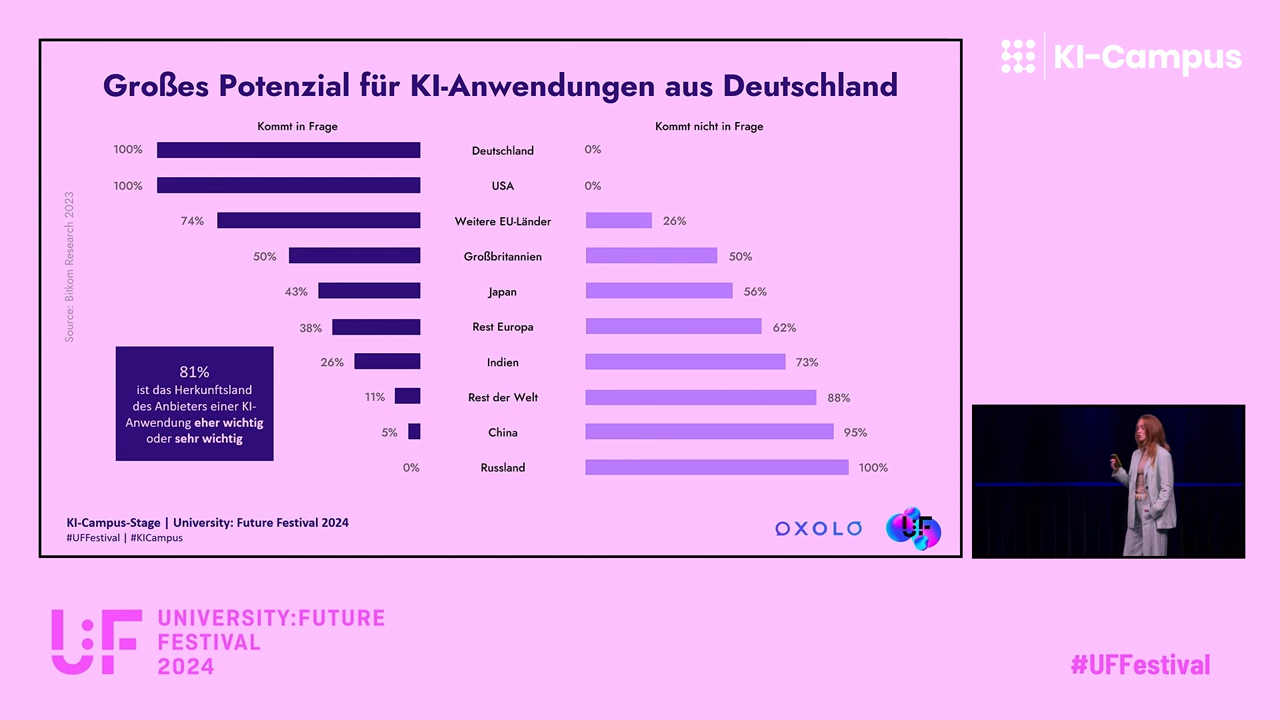 KI-Campus
Großes Potenzial für KI-Anwendungen aus Deutschland
Kommt in Frage
Kommt nicht in Frage
100% Deutschland 0%
100% USA 0%
74% Weitere EU-Länder 26%
50% Großbritannien 50%
43% Japan 56%
38% Rest Europa 62%
26% Indien 73%
11% Rest der Welt 88%
5% China 95%
0% Russland 100%
Source: Bitkom Research 2023
81%
ist das Herkunftsland
des Anbieters einer KI-
Anwendung eher wichtig
oder sehr wichtig
KI-Campus-Stage | University: Future Festival 2024
#UFFestival | #KICampus
OXOLO
U:F
U:F
UNIVERSITY:FUTURE
FESTIVAL
2024
#UFFestival